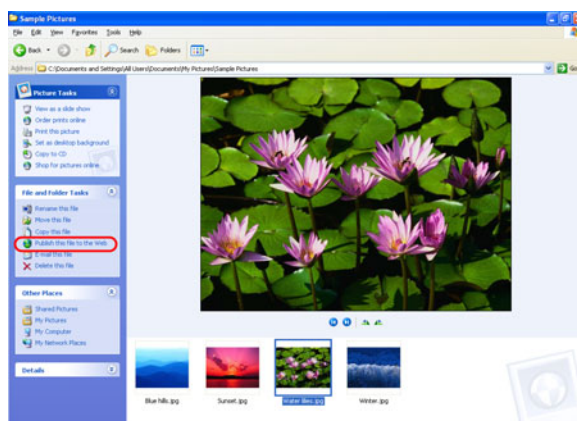 Sample Pictures
File Edit View Favorites Tools Help
Back Search Folders
Address C:\Documents and Settings\All Users\Documents\My Pictures\Sample Pictures Go
Picture Tasks
View as a slide show
Order prints online
Print this picture
Set as desktop background
Copy to CD
Shop for pictures online
File and Folder Tasks
Rename this file
Move this file
Copy this file
Publish this file to the Web
E-mail this file
Delete this file
Other Places
Shared Pictures
My Pictures
My Computer
My Network Places
Details
Blue hills.jpg Sunset.jpg Water lilies.jpg Winter.jpg